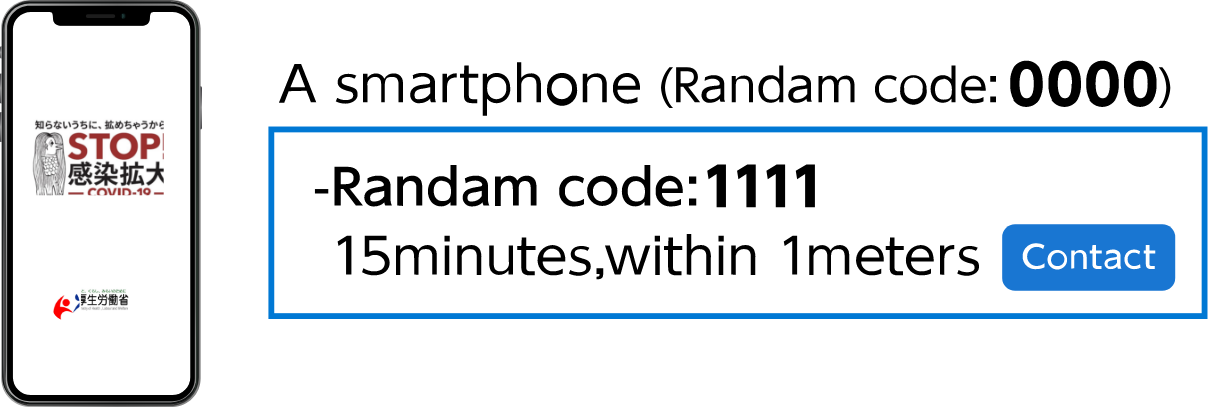 知らないうちに、拡めちゃうから
STOP
感染拡大
COVID-19
厚生労働省
A smartphone (Randam code: 0000)
-Randam code: 1111
15minutes,within 1meters
Contact